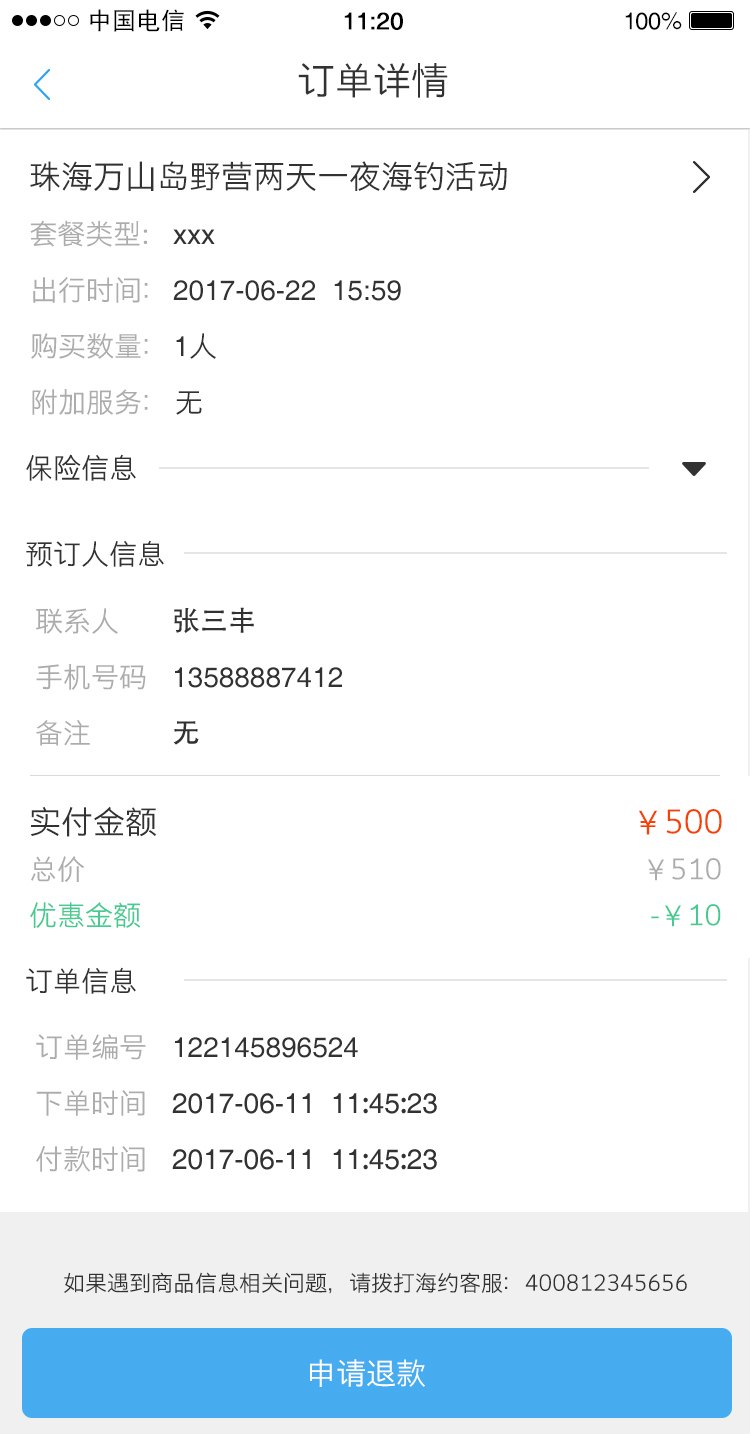 中国电信 11:20 100%
订单详情
珠海万山岛野营两天一夜海钓活动
套餐类型: xxx
出行时间: 2017-06-22 15:59
购买数量: 1人
附加服务: 无
保险信息
预订人信息
联系人 张三丰
手机号码 13588887412
备注 无
实付金额 ￥500
总价 ￥510
优惠金额 -￥10
订单信息
订单编号 122145896524
下单时间 2017-06-11 11:45:23
付款时间 2017-06-11 11:45:23
如果遇到商品信息相关问题，请拨打海约客服：400812345656
申请退款